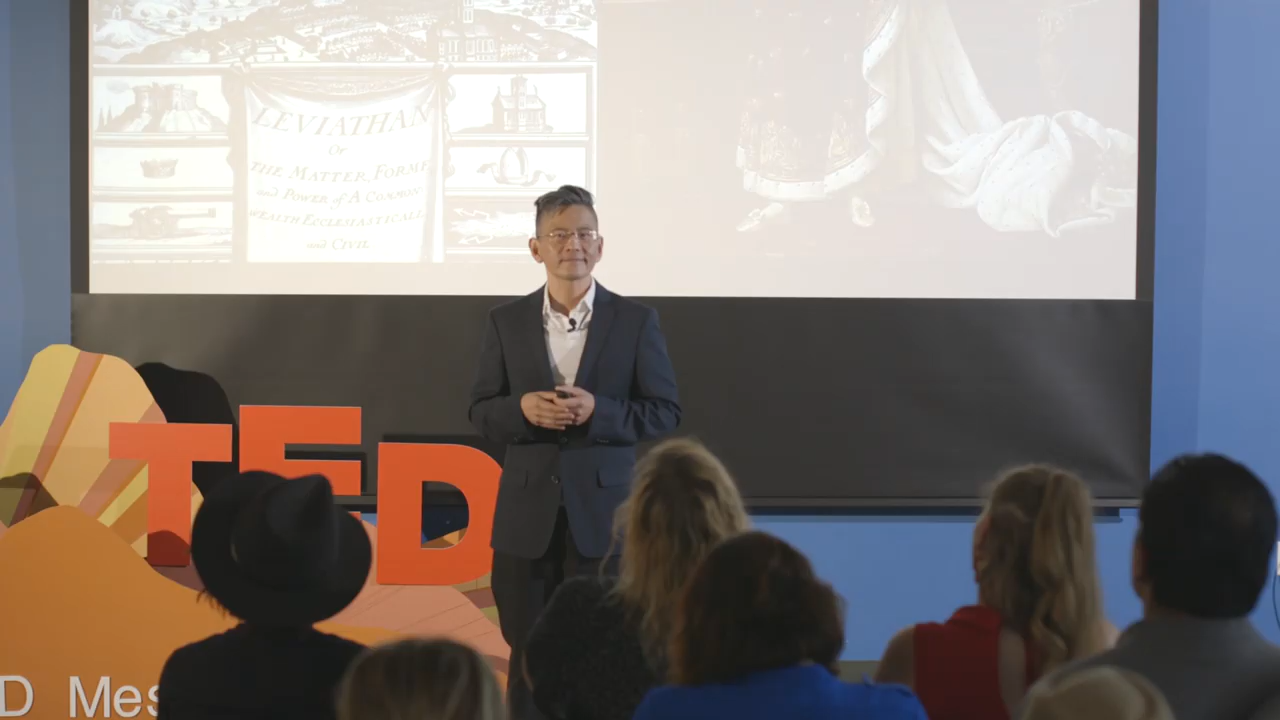 LEVIATHAN
Or
THE MATTER, FORME
and POWER of A COMMON
WEALTH ECCLESIASTICALL
and CIVIL
TED
D Mes